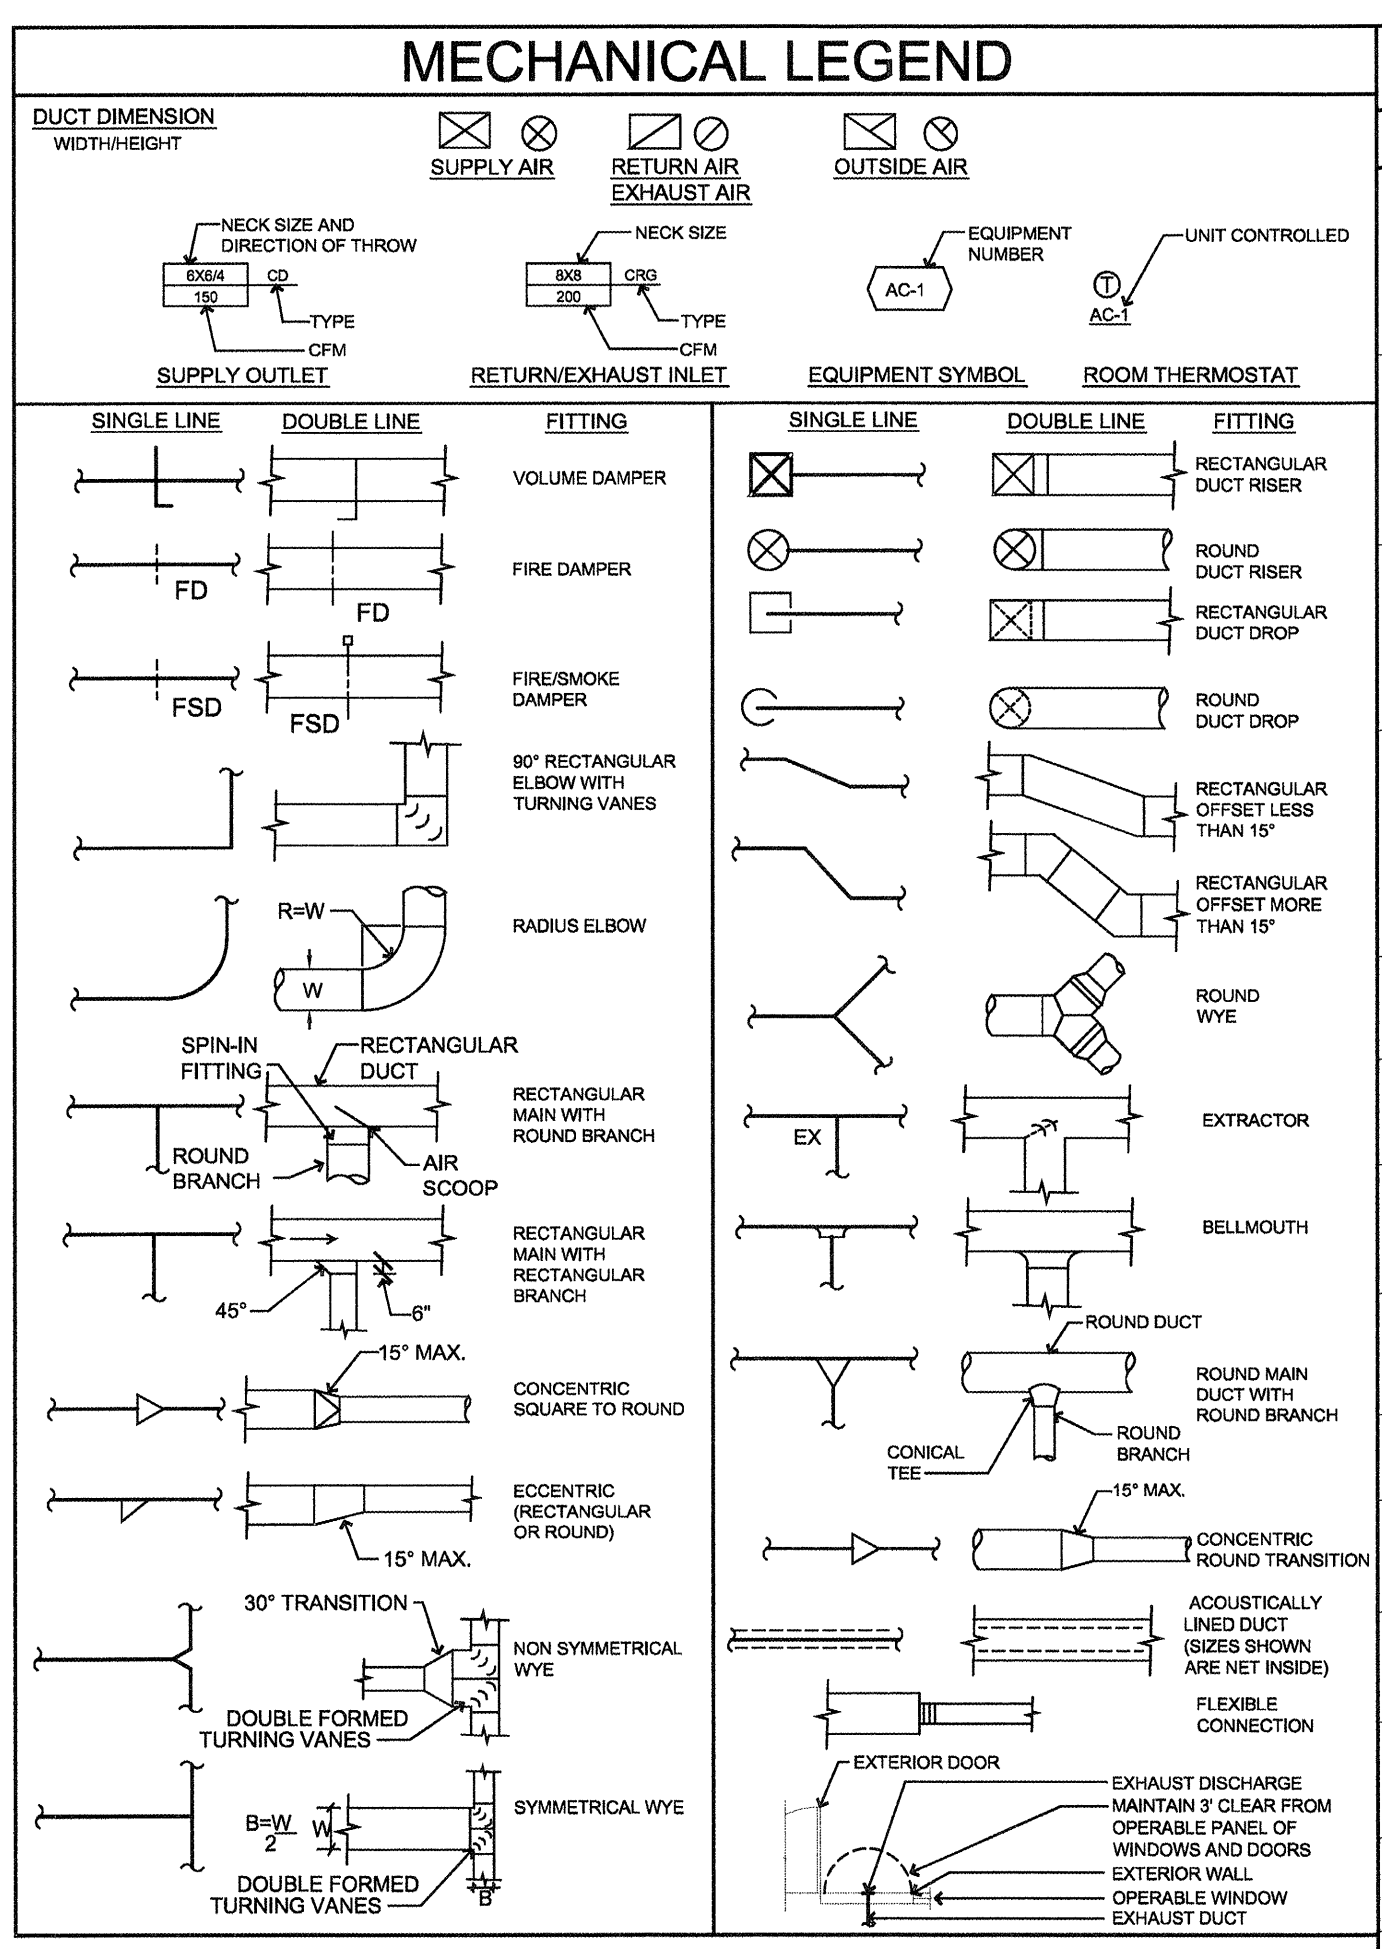 MECHANICAL LEGEND
DUCT DIMENSION
WIDTH/HEIGHT
SUPPLY AIR
RETURN AIR
EXHAUST AIR
OUTSIDE AIR
NECK SIZE AND
DIRECTION OF THROW
6X6/4
CD
150
TYPE
CFM
SUPPLY OUTLET
NECK SIZE
8X8
CRG
200
TYPE
CFM
RETURN/EXHAUST INLET
EQUIPMENT
NUMBER
AC-1
EQUIPMENT SYMBOL
UNIT CONTROLLED
T
AC-1
ROOM THERMOSTAT
SINGLE LINE
DOUBLE LINE
FITTING
VOLUME DAMPER
FD
FD
FIRE DAMPER
FSD
FSD
FIRE/SMOKE
DAMPER
90° RECTANGULAR
ELBOW WITH
TURNING VANES
R=W
W
RADIUS ELBOW
SPIN-IN
FITTING
RECTANGULAR
DUCT
ROUND
BRANCH
AIR
SCOOP
RECTANGULAR
MAIN WITH
ROUND BRANCH
45°
6"
RECTANGULAR
MAIN WITH
RECTANGULAR
BRANCH
15° MAX.
CONCENTRIC
SQUARE TO ROUND
15° MAX.
ECCENTRIC
(RECTANGULAR
OR ROUND)
30° TRANSITION
DOUBLE FORMED
TURNING VANES
NON SYMMETRICAL
WYE
B=W
2
W
DOUBLE FORMED
TURNING VANES
B
SYMMETRICAL WYE
SINGLE LINE
DOUBLE LINE
FITTING
RECTANGULAR
DUCT RISER
ROUND
DUCT RISER
RECTANGULAR
DUCT DROP
ROUND
DUCT DROP
RECTANGULAR
OFFSET LESS
THAN 15°
RECTANGULAR
OFFSET MORE
THAN 15°
ROUND
WYE
EX
EXTRACTOR
BELLMOUTH
ROUND DUCT
CONICAL
TEE
ROUND
BRANCH
ROUND MAIN
DUCT WITH
ROUND BRANCH
15° MAX.
CONCENTRIC
ROUND TRANSITION
ACOUSTICALLY
LINED DUCT
(SIZES SHOWN
ARE NET INSIDE)
FLEXIBLE
CONNECTION
EXTERIOR DOOR
EXHAUST DISCHARGE
MAINTAIN 3' CLEAR FROM
OPERABLE PANEL OF
WINDOWS AND DOORS
EXTERIOR WALL
OPERABLE WINDOW
EXHAUST DUCT